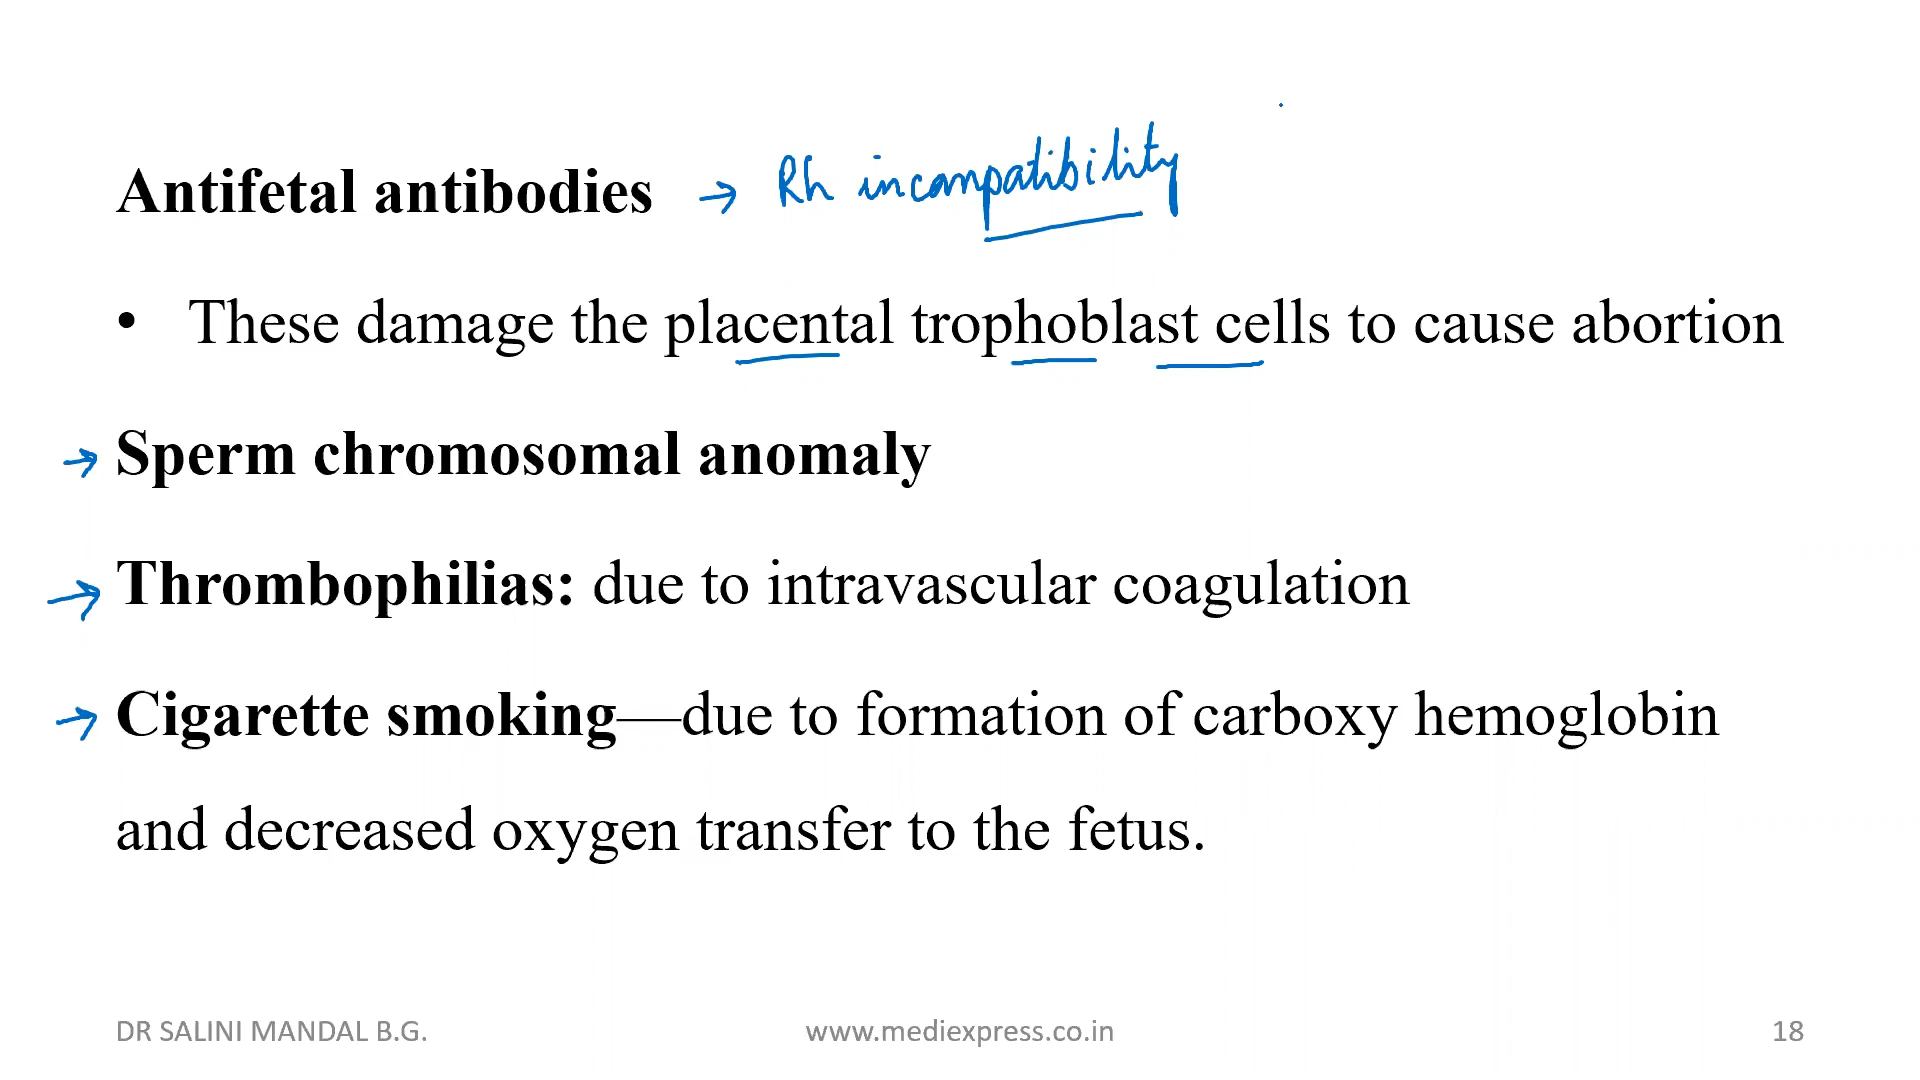 Antifetal antibodies → Rh incompatibility
• These damage the placental trophoblast cells to cause abortion
→ Sperm chromosomal anomaly
→ Thrombophilias: due to intravascular coagulation
→ Cigarette smoking—due to formation of carboxy hemoglobin
and decreased oxygen transfer to the fetus.
DR SALINI MANDAL B.G. www.mediexpress.co.in 18